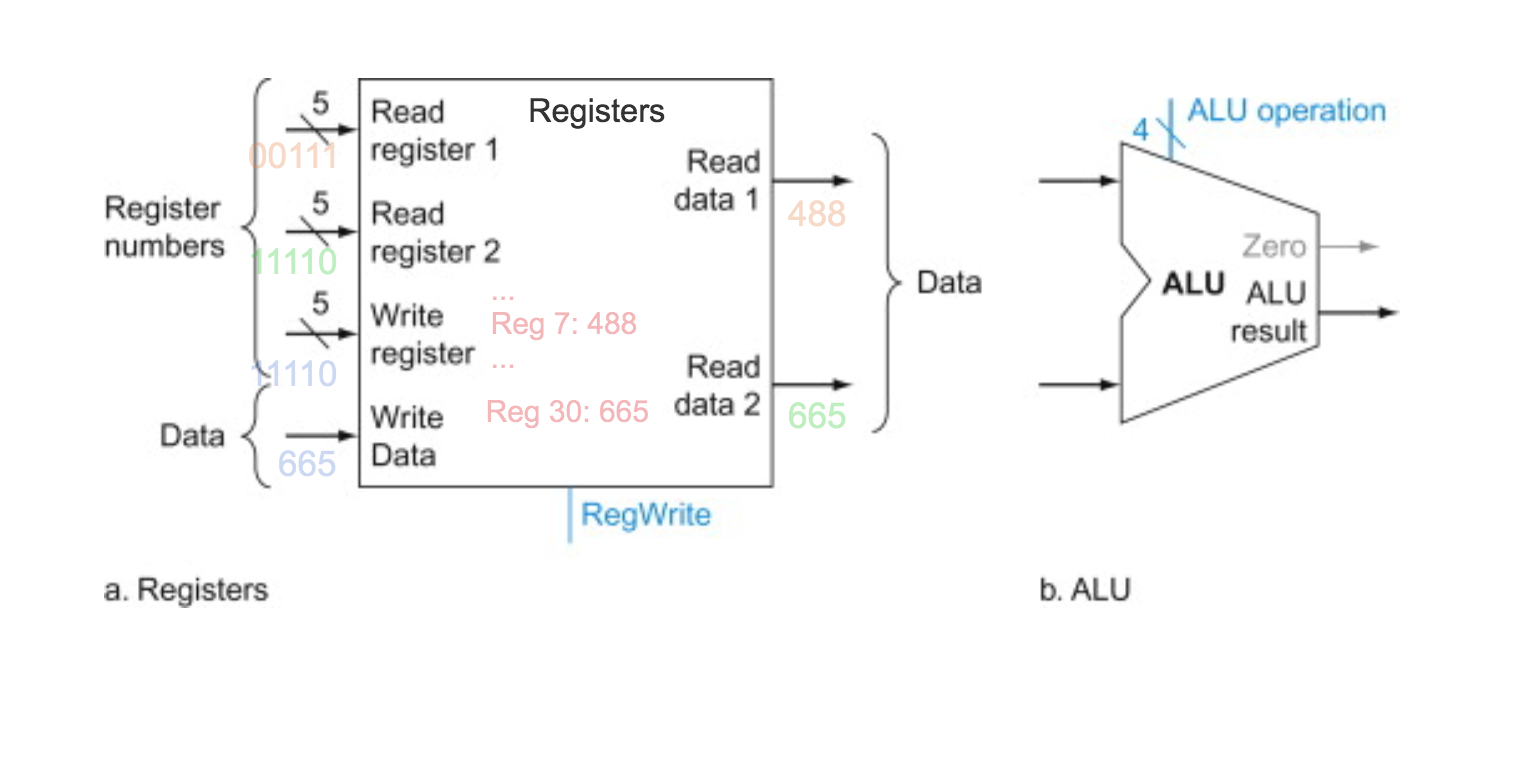 Register
numbers
5
00111
5
11110
5
11110
Data
665
Registers
Read
register 1
Read
register 2
Write
register
Write
Data
...
Reg 7: 488
...
Reg 30: 665
Read
data 1
Read
data 2
RegWrite
488
665
Data
a. Registers
4
ALU operation
ALU
Zero
ALU
result
b. ALU